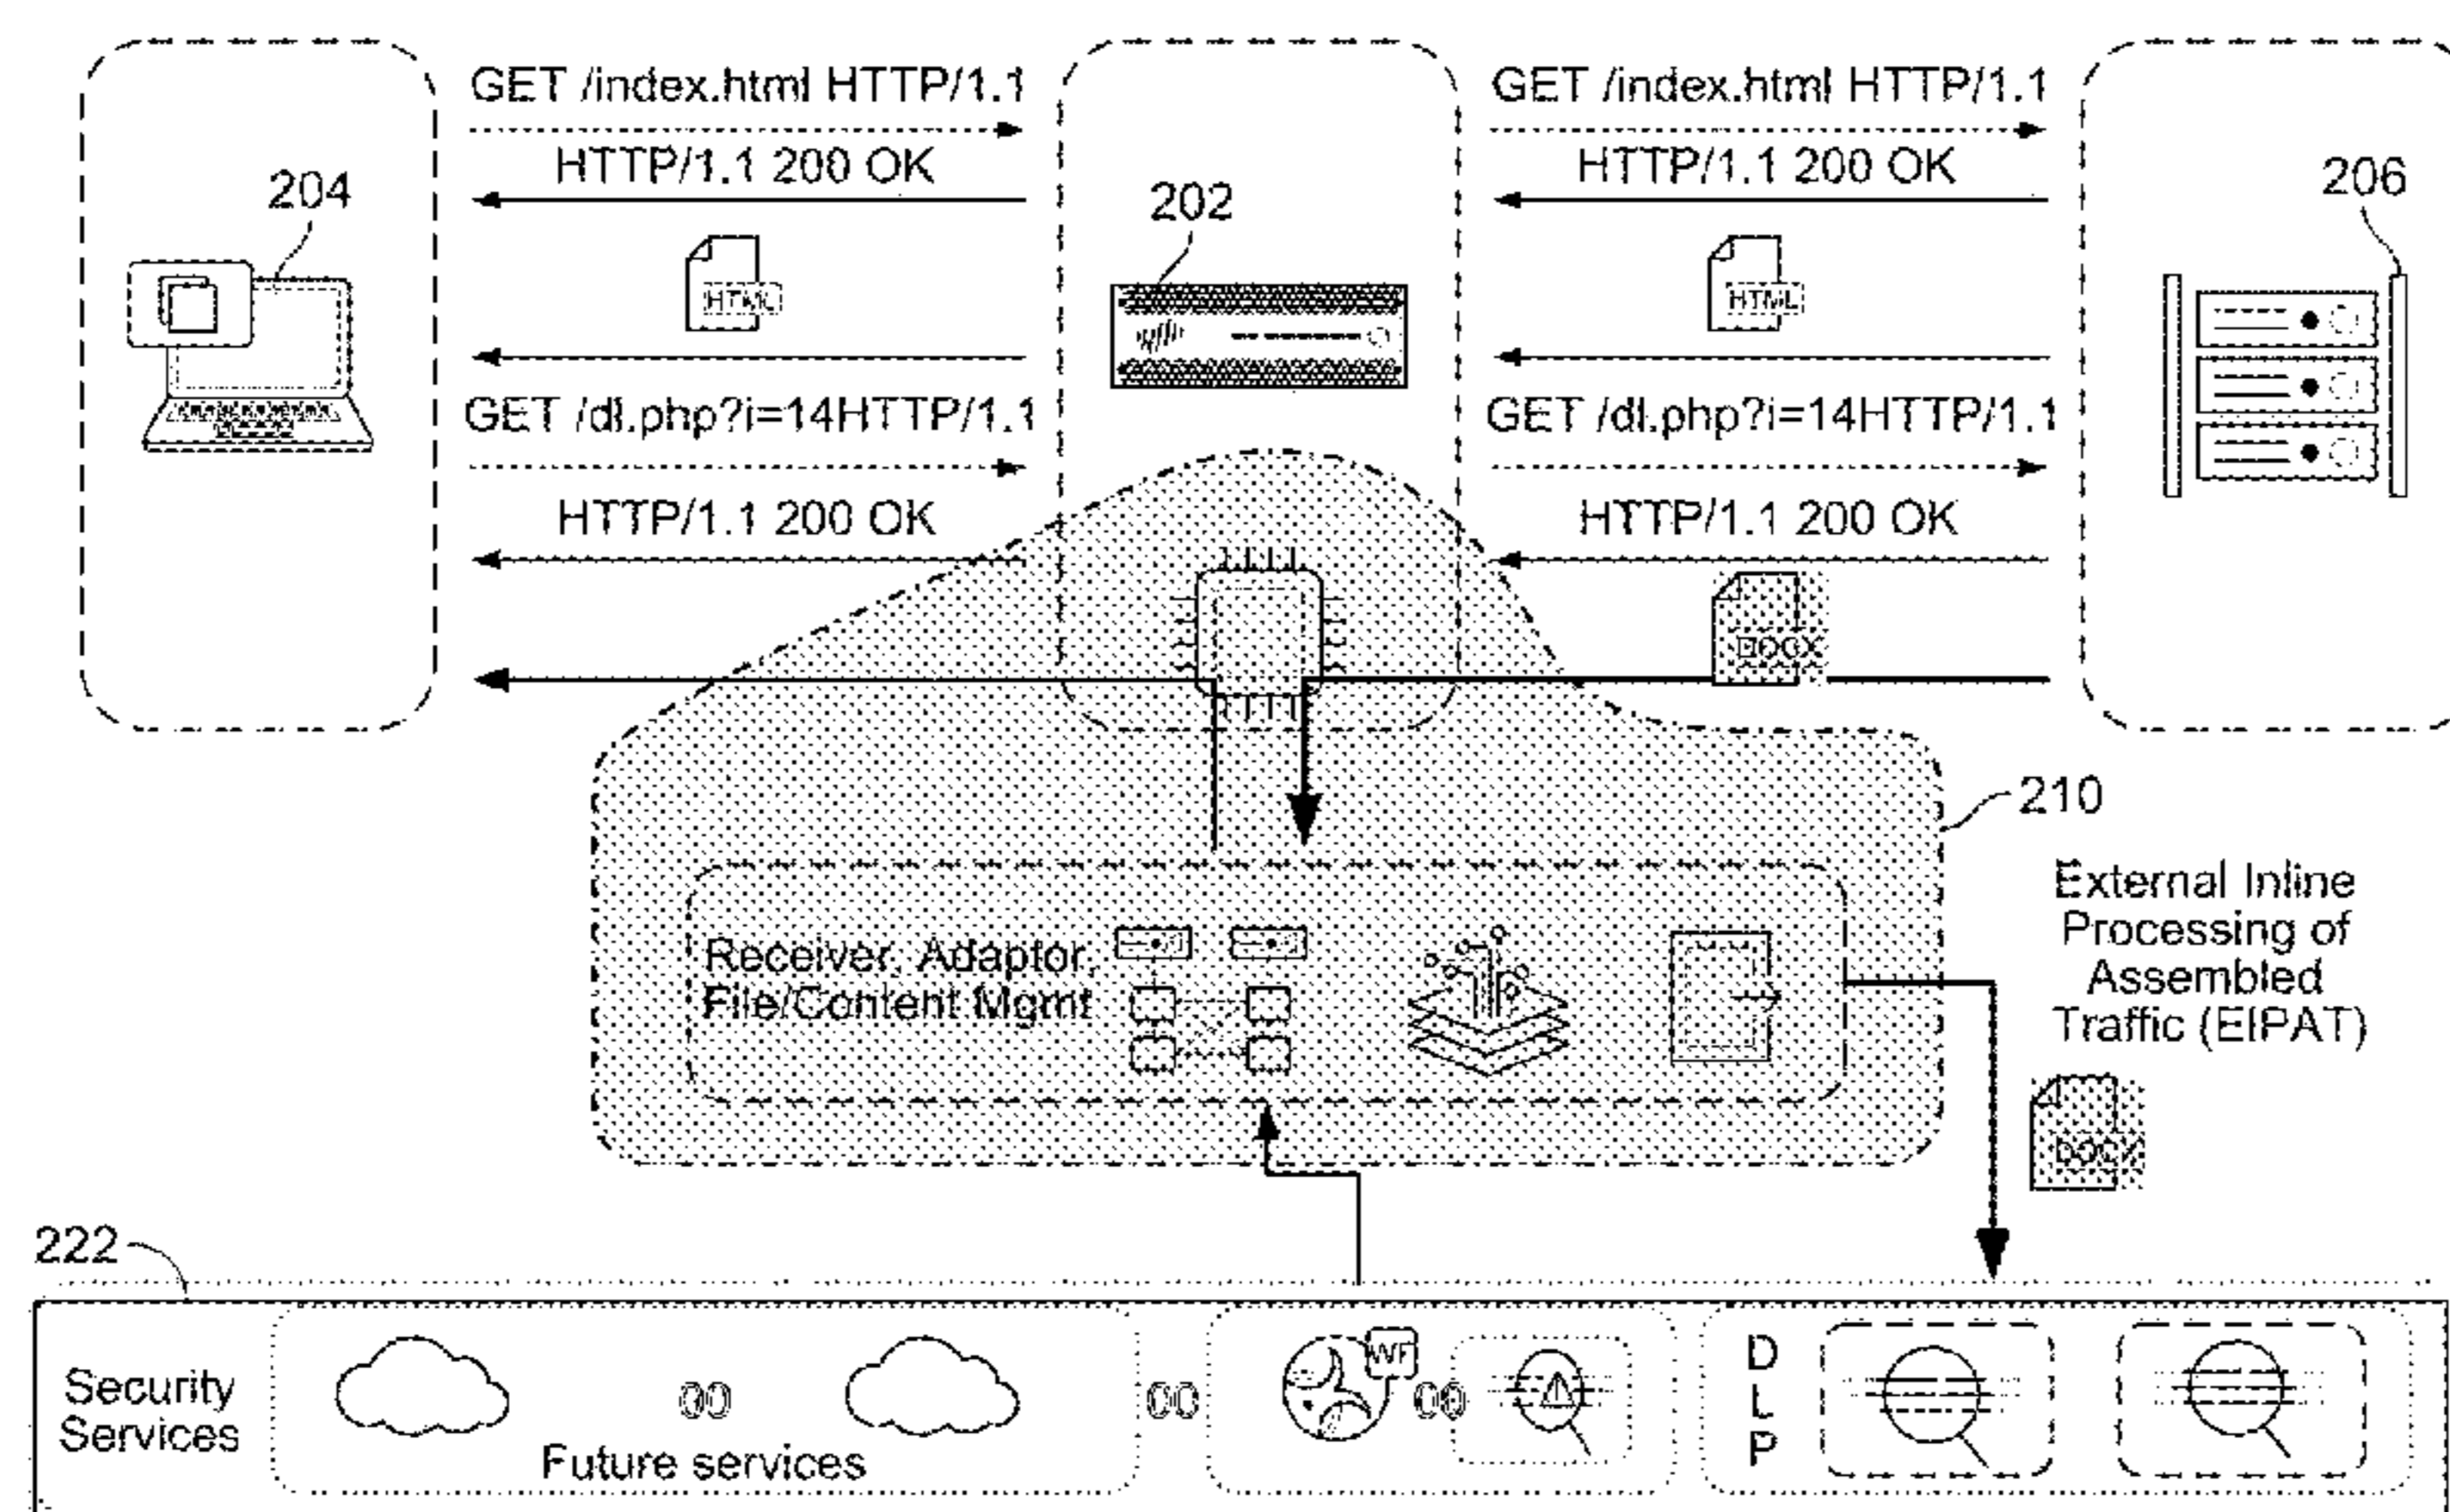 GET /index.html HTTP/1.1
GET /index.html HTTP/1.1
HTTP/1.1 200 OK
HTTP/1.1 200 OK
204
202
206
HTML
HTML
GET /dl.php?i=14HTTP/1.1
GET /dl.php?i=14HTTP/1.1
HTTP/1.1 200 OK
HTTP/1.1 200 OK
DOCX
210
External Inline
Processing of
Assembled
Traffic (EIPAT)
Receiver, Adaptor,
File/Content Mgmt
DOCX
222
Security
Services
Future services
WF
D
L
P